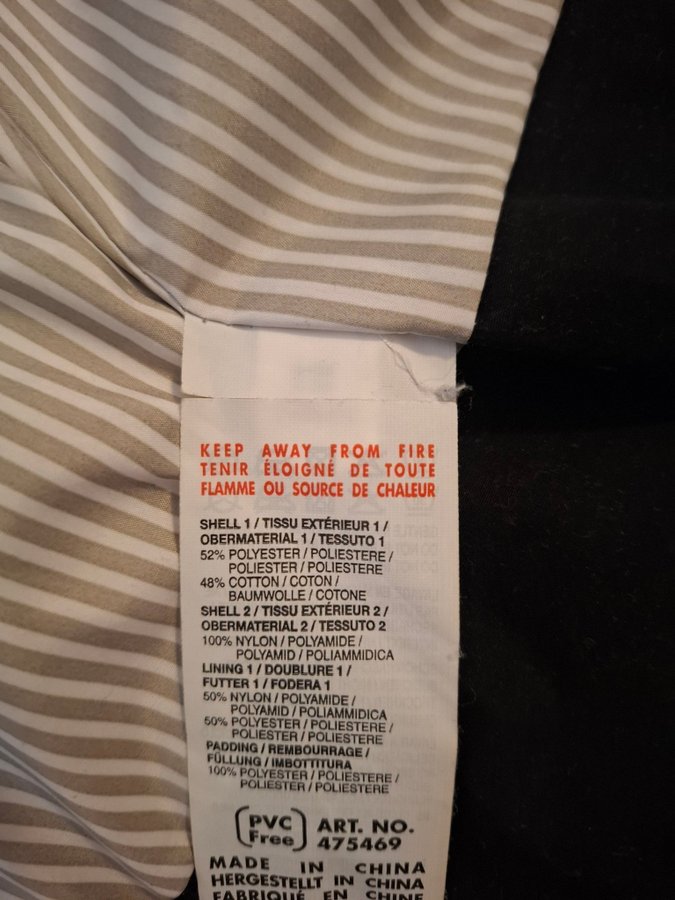 KEEP AWAY FROM FIRE
TENIR ÉLOIGNÉ DE TOUTE
FLAMME OU SOURCE DE CHALEUR
SHELL 1 / TISSU EXTÉRIEUR 1 /
OBERMATERIAL 1 / TESSUTO 1
52% POLYESTER / POLIESTERE /
POLIESTER / POLIESTERE
48% COTTON / COTON /
BAUMWOLLE / COTONE
SHELL 2 / TISSU EXTÉRIEUR 2 /
OBERMATERIAL 2 / TESSUTO 2
100% NYLON / POLYAMIDE /
POLYAMID / POLIAMMIDICA
LINING 1 / DOUBLURE 1 /
FUTTER 1 / FODERA 1
50% NYLON / POLYAMIDE /
POLYAMID / POLIAMMIDICA
50% POLYESTER / POLIESTERE /
POLIESTER / POLIESTERE
PADDING / REMBOURRAGE /
FÜLLUNG / IMBOTTITURA
100% POLYESTER / POLIESTERE /
POLIESTER / POLIESTERE
PVC Free
ART. NO.
475469
MADE IN CHINA
HERGESTELLT IN CHINA
FABRIQUÉ EN CHINE